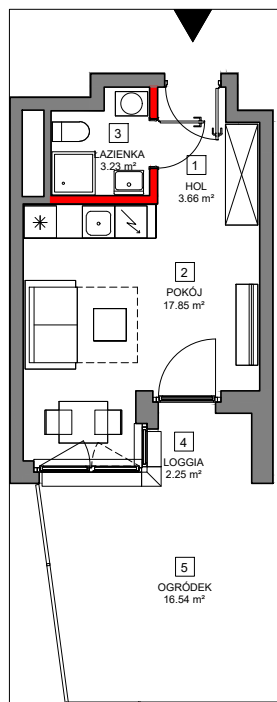 3
ŁAZIENKA
3.23 m²
1
HOL
3.66 m²
2
POKÓJ
17.85 m²
4
LOGGIA
2.25 m²
5
OGRÓDEK
16.54 m²